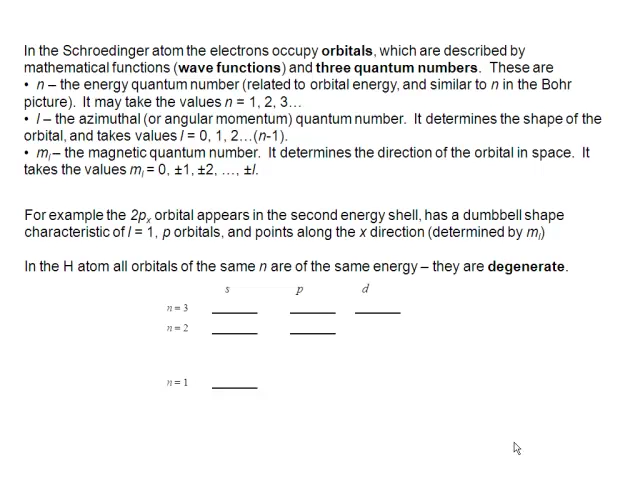 In the Schroedinger atom the electrons occupy orbitals, which are described by
mathematical functions (wave functions) and three quantum numbers. These are
• n – the energy quantum number (related to orbital energy, and similar to n in the Bohr
picture). It may take the values n = 1, 2, 3…
• l – the azimuthal (or angular momentum) quantum number. It determines the shape of the
orbital, and takes values l = 0, 1, 2…(n-1).
• mₗ – the magnetic quantum number. It determines the direction of the orbital in space. It
takes the values mₗ = 0, ±1, ±2, …, ±l.
For example the 2pₓ orbital appears in the second energy shell, has a dumbbell shape
characteristic of l = 1, p orbitals, and points along the x direction (determined by mₗ)
In the H atom all orbitals of the same n are of the same energy – they are degenerate.
s p d
n = 3
n = 2
n = 1